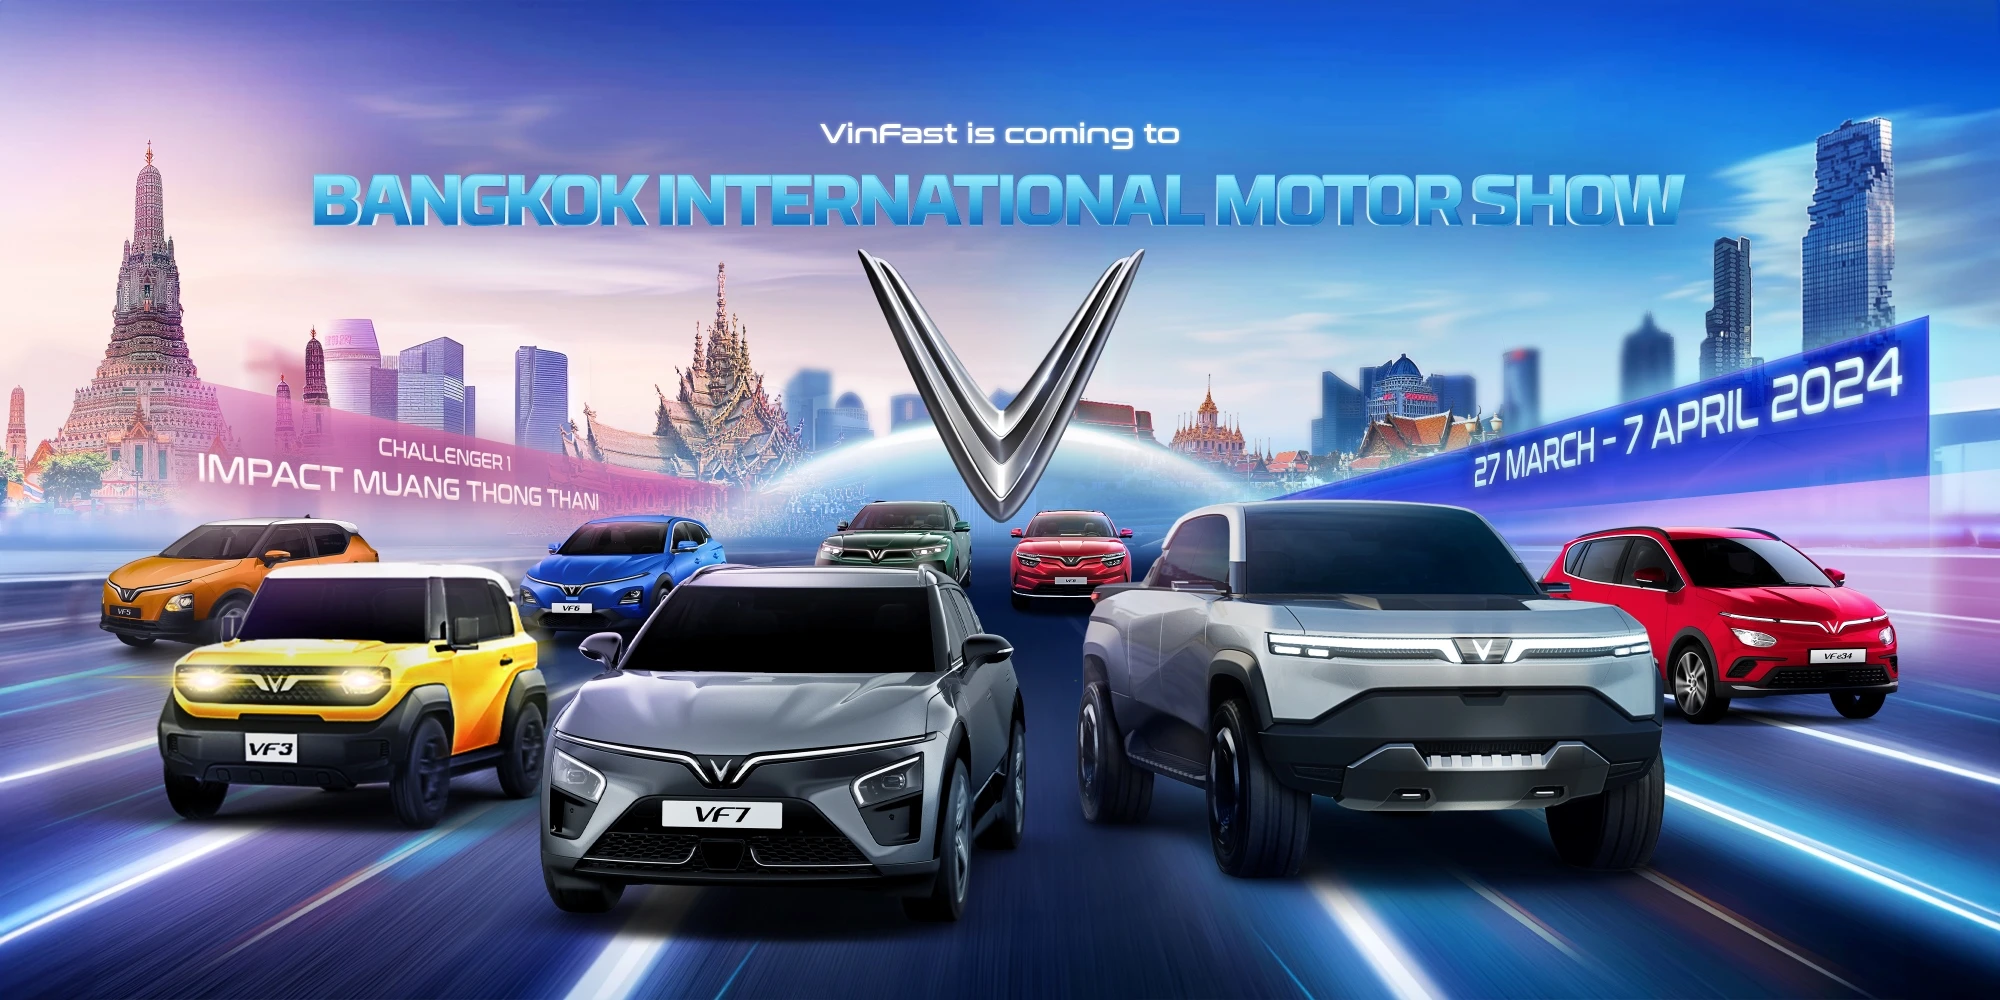 VinFast is coming to
BANGKOK INTERNATIONAL MOTOR SHOW
CHALLENGER 1
IMPACT MUANG THONG THANI
27 MARCH - 7 APRIL 2024
VF5
VF6
VF3
VF7
VFe34